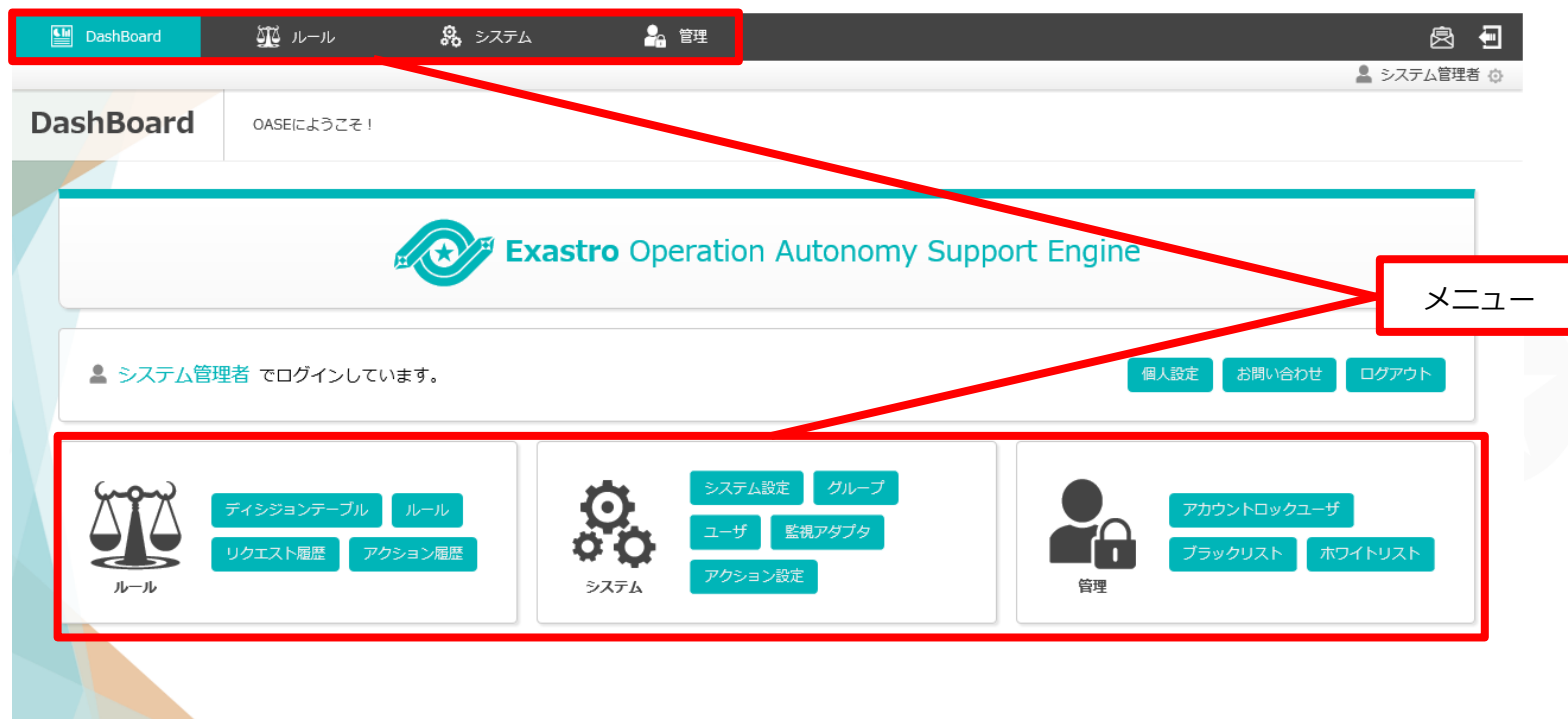 DashBoard ルール システム 管理
システム管理者
DashBoard OASEにようこそ！
Exastro Operation Autonomy Support Engine
メニュー
システム管理者 でログインしています。 個人設定 お問い合わせ ログアウト
ディシジョンテーブル ルール
リクエスト履歴 アクション履歴
ルール
システム設定 グループ
ユーザ 監視アダプタ
アクション設定
システム
アカウントロックユーザ
ブラックリスト ホワイトリスト
管理